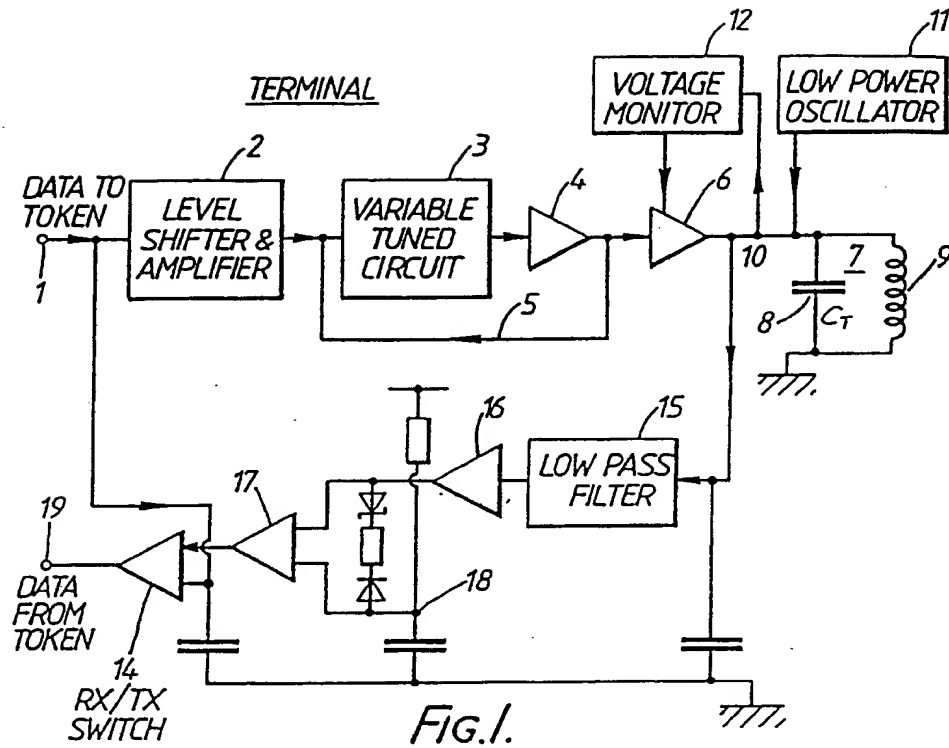 12
11
TERMINAL
VOLTAGE
MONITOR
LOW POWER
OSCILLATOR
2
3
4
6
DATA TO
TOKEN
1
LEVEL
SHIFTER &
AMPLIFIER
VARIABLE
TUNED
CIRCUIT
10
7
9
8
CT
5
16
15
LOW PASS
FILTER
17
19
18
DATA
FROM
TOKEN
14
RX/TX
SWITCH
FIG.1.